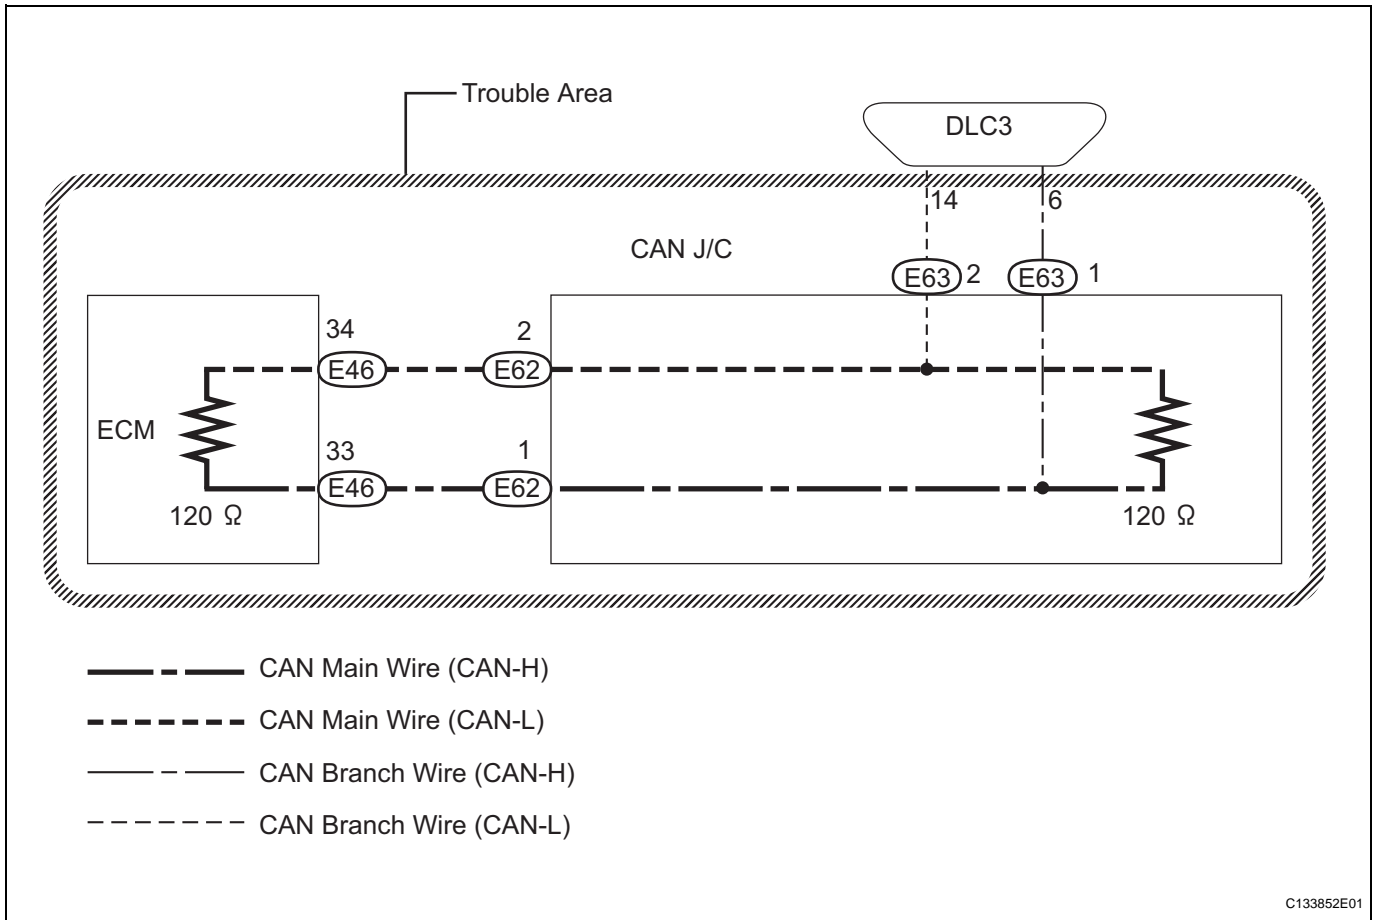 Trouble Area
DLC3
14 6
CAN J/C
E63 2 E63 1
34 2
E46 E62
ECM
33 1
E46 E62
120 Ω 120 Ω
CAN Main Wire (CAN-H)
CAN Main Wire (CAN-L)
CAN Branch Wire (CAN-H)
CAN Branch Wire (CAN-L)
C133852E01